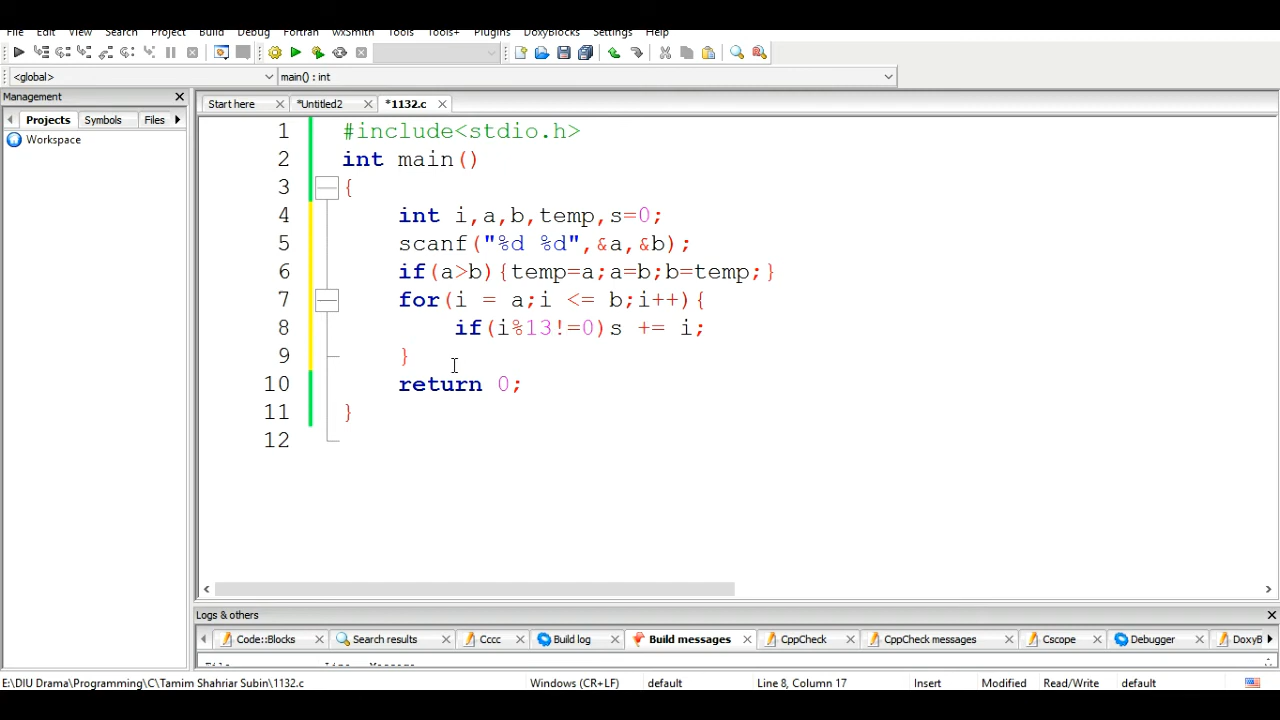 File Edit View Search Project Build Debug Fortran wxSmith Tools Tools+ Plugins DoxyBlocks Settings Help
<global> main() : int
Management
Start here *Untitled2 *1132.c
Projects Symbols Files
Workspace
1 #include<stdio.h>
2 int main()
3 {
4 int i,a,b,temp,s=0;
5 scanf("%d %d",&a,&b);
6 if(a>b){temp=a;a=b;b=temp;}
7 for(i = a;i <= b;i++){
8 if(i%13!=0)s += i;
9 }
10 return 0;
11 }
12
Logs & others
Code::Blocks Search results Cccc Build log Build messages CppCheck CppCheck messages Cscope Debugger DoxyB
File Line Message
E:\DIU Drama\Programming\C\Tamim Shahriar Subin\1132.c Windows (CR+LF) default Line 8, Column 17 Insert Modified Read/Write default